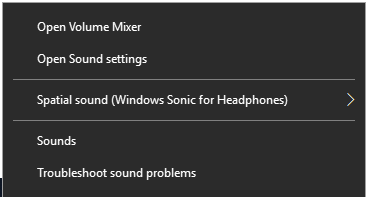 Open Volume Mixer
Open Sound settings
Spatial sound (Windows Sonic for Headphones)
Sounds
Troubleshoot sound problems